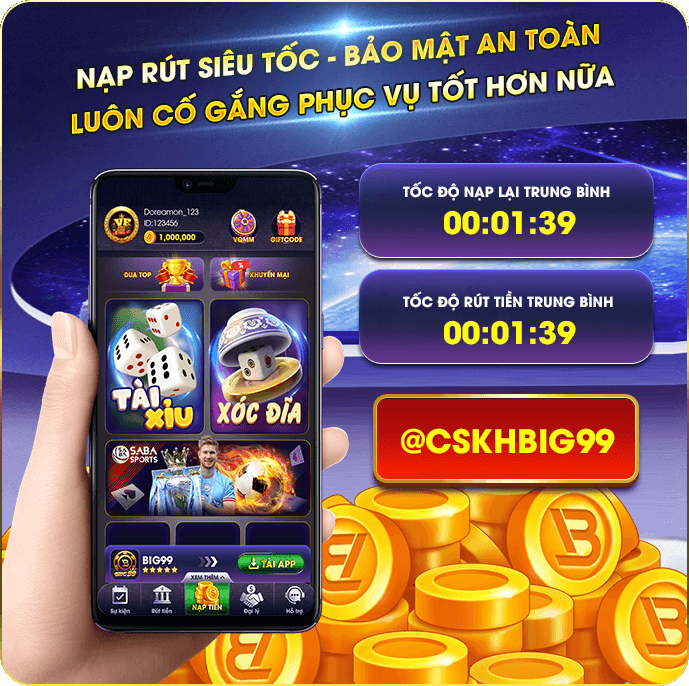 NẠP RÚT SIÊU TỐC - BẢO MẬT AN TOÀN
LUÔN CỐ GẮNG PHỤC VỤ TỐT HƠN NỮA
TỐC ĐỘ NẠP LẠI TRUNG BÌNH
00:01:39
TỐC ĐỘ RÚT TIỀN TRUNG BÌNH
00:01:39
@CSKHBIG99
Doreamon_123
ID:123456
1,000,000
VQMM
GIFTCODE
ĐUA TOP
KHUYẾN MẠI
TÀI XỈU
XÓC ĐĨA
SABA
SPORTS
BIG99
TẢI APP
XEM THÊM
Sự kiện
Rút tiền
NẠP TIỀN
Đại lý
Hỗ trợ